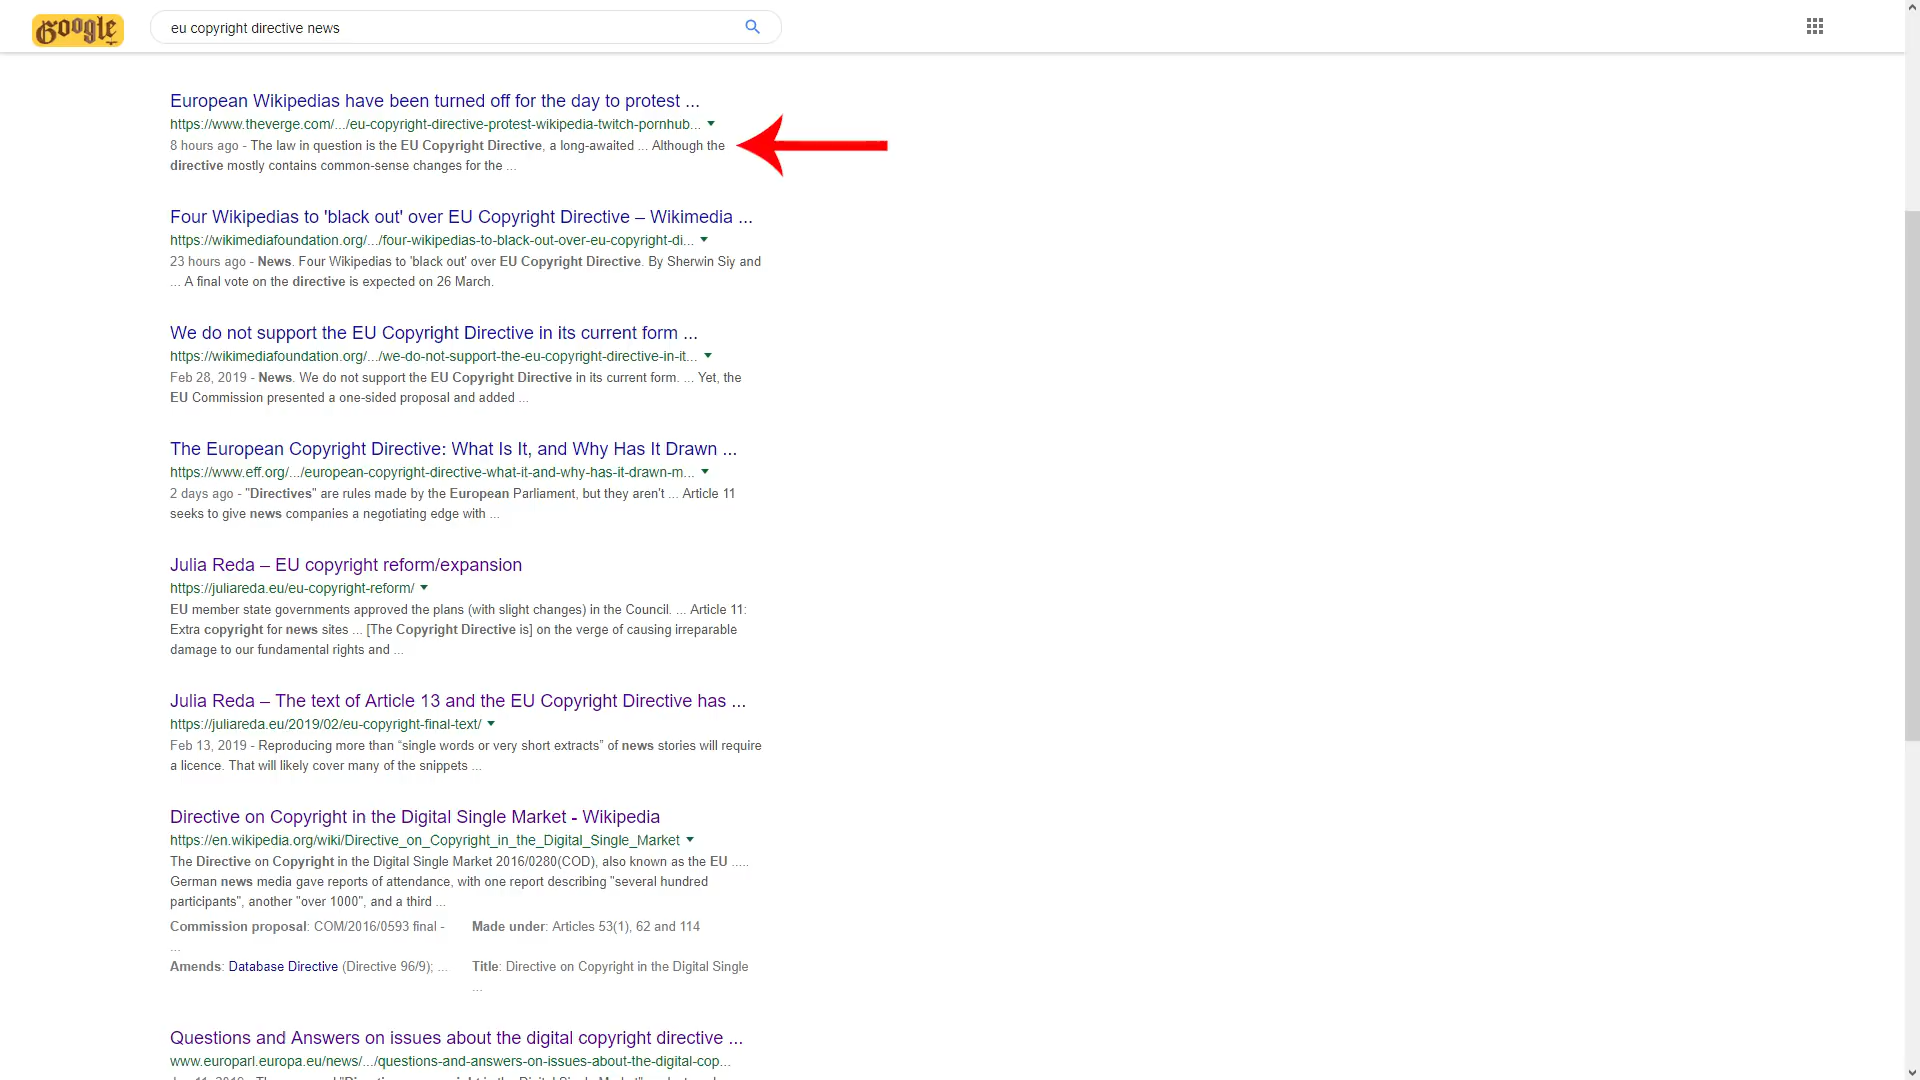 Google
eu copyright directive news
European Wikipedias have been turned off for the day to protest ...
https://www.theverge.com/.../eu-copyright-directive-protest-wikipedia-twitch-pornhub...
8 hours ago - The law in question is the EU Copyright Directive, a long-awaited ... Although the
directive mostly contains common-sense changes for the ...
Four Wikipedias to 'black out' over EU Copyright Directive – Wikimedia ...
https://wikimediafoundation.org/.../four-wikipedias-to-black-out-over-eu-copyright-di...
23 hours ago - News. Four Wikipedias to 'black out' over EU Copyright Directive. By Sherwin Siy and
... A final vote on the directive is expected on 26 March.
We do not support the EU Copyright Directive in its current form ...
https://wikimediafoundation.org/.../we-do-not-support-the-eu-copyright-directive-in-it...
Feb 28, 2019 - News. We do not support the EU Copyright Directive in its current form. ... Yet, the
EU Commission presented a one-sided proposal and added ...
The European Copyright Directive: What Is It, and Why Has It Drawn ...
https://www.eff.org/.../european-copyright-directive-what-it-and-why-has-it-drawn-m...
2 days ago - "Directives" are rules made by the European Parliament, but they aren't ... Article 11
seeks to give news companies a negotiating edge with ...
Julia Reda – EU copyright reform/expansion
https://juliareda.eu/eu-copyright-reform/
EU member state governments approved the plans (with slight changes) in the Council. ... Article 11:
Extra copyright for news sites ... [The Copyright Directive is] on the verge of causing irreparable
damage to our fundamental rights and ...
Julia Reda – The text of Article 13 and the EU Copyright Directive has ...
https://juliareda.eu/2019/02/eu-copyright-final-text/
Feb 13, 2019 - Reproducing more than “single words or very short extracts” of news stories will require
a licence. That will likely cover many of the snippets ...
Directive on Copyright in the Digital Single Market - Wikipedia
https://en.wikipedia.org/wiki/Directive_on_Copyright_in_the_Digital_Single_Market
The Directive on Copyright in the Digital Single Market 2016/0280(COD), also known as the EU .....
German news media gave reports of attendance, with one report describing "several hundred
participants", another "over 1000", and a third ...
Commission proposal: COM/2016/0593 final - ...
Made under: Articles 53(1), 62 and 114
Amends: Database Directive (Directive 96/9); ...
Title: Directive on Copyright in the Digital Single ...
Questions and Answers on issues about the digital copyright directive ...
www.europarl.europa.eu/news/.../questions-and-answers-on-issues-about-the-digital-cop...